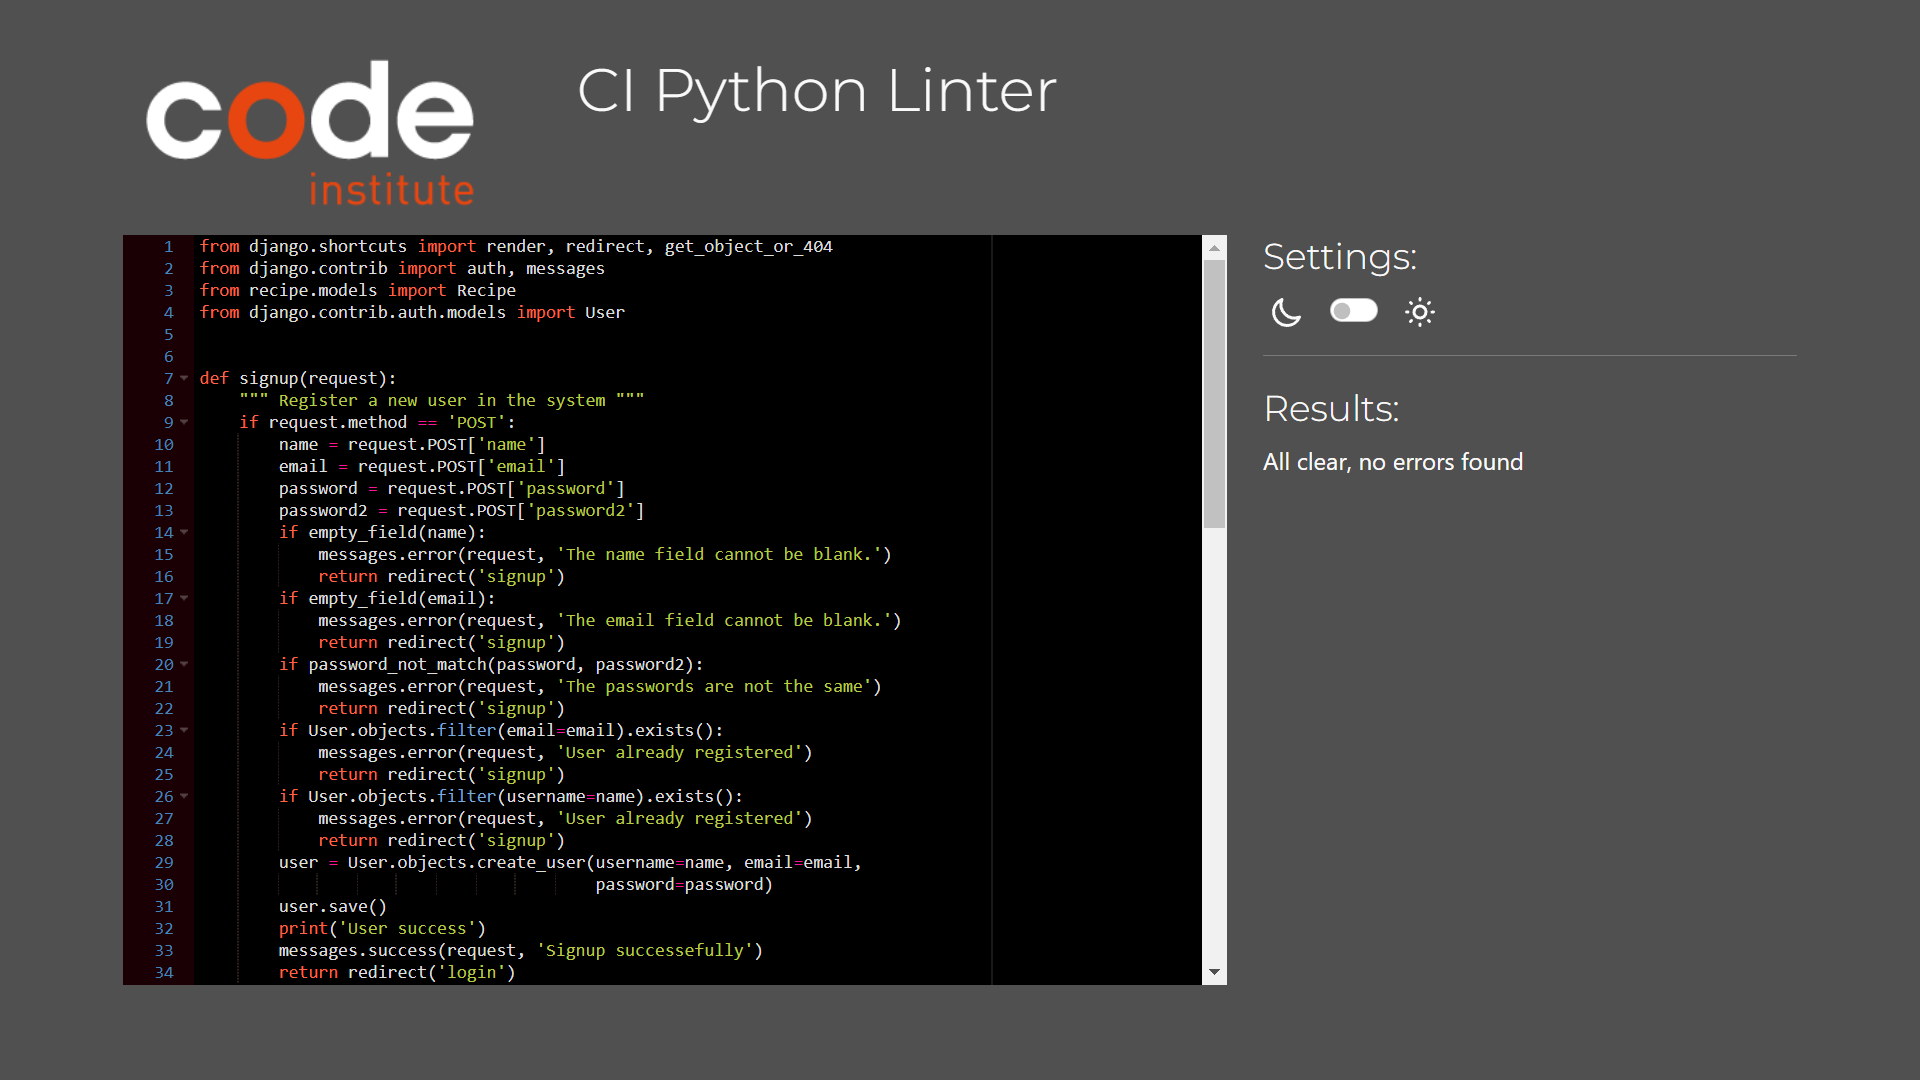 code
institute
CI Python Linter
1 from django.shortcuts import render, redirect, get_object_or_404
2 from django.contrib import auth, messages
3 from recipe.models import Recipe
4 from django.contrib.auth.models import User
5
6
7 def signup(request):
8     """ Register a new user in the system """
9     if request.method == 'POST':
10         name = request.POST['name']
11         email = request.POST['email']
12         password = request.POST['password']
13         password2 = request.POST['password2']
14         if empty_field(name):
15             messages.error(request, 'The name field cannot be blank.')
16             return redirect('signup')
17         if empty_field(email):
18             messages.error(request, 'The email field cannot be blank.')
19             return redirect('signup')
20         if password_not_match(password, password2):
21             messages.error(request, 'The passwords are not the same')
22             return redirect('signup')
23         if User.objects.filter(email=email).exists():
24             messages.error(request, 'User already registered')
25             return redirect('signup')
26         if User.objects.filter(username=name).exists():
27             messages.error(request, 'User already registered')
28             return redirect('signup')
29         user = User.objects.create_user(username=name, email=email,
30                                         password=password)
31         user.save()
32         print('User success')
33         messages.success(request, 'Signup successefully')
34         return redirect('login')
Settings:
Results:
All clear, no errors found